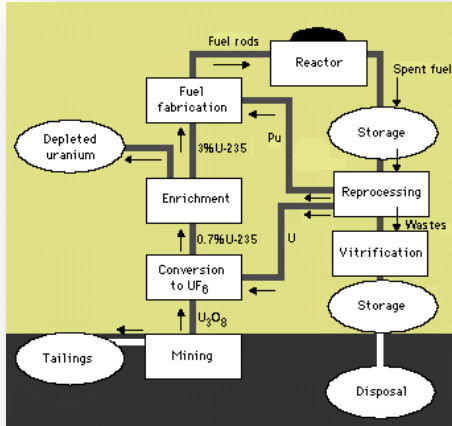 Fuel rods
Reactor
Spent fuel
Fuel
fabrication
Pu
Storage
Depleted
uranium
3%U-235
Enrichment
Reprocessing
Wastes
0.7%U-235
U
Vitrification
Conversion
to UF₆
Storage
U₃O₈
Tailings
Mining
Disposal